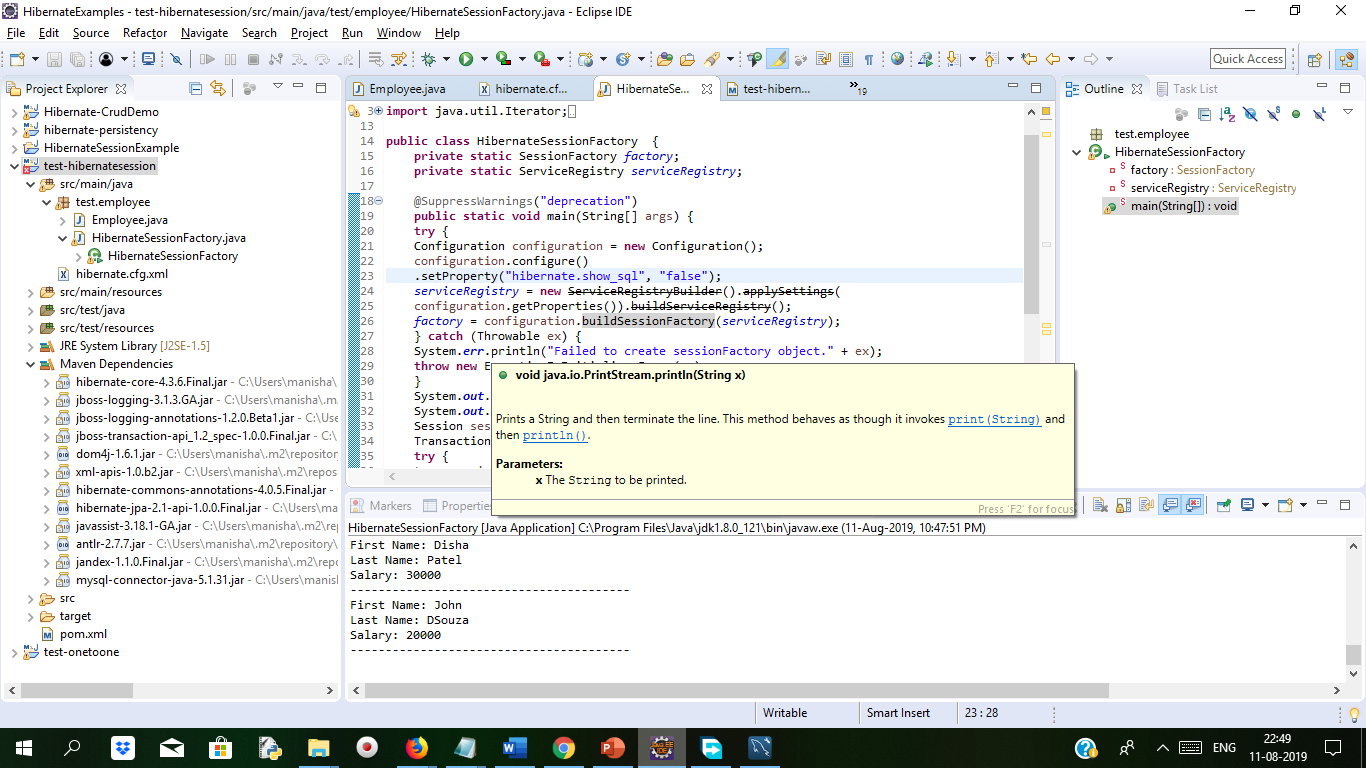 HibernateExamples - test-hibernatesession/src/main/java/test/employee/HibernateSessionFactory.java - Eclipse IDE
File Edit Source Refactor Navigate Search Project Run Window Help
Quick Access
Project Explorer
Hibernate-CrudDemo
hibernate-persistency
HibernateSessionExample
test-hibernatesession
src/main/java
test.employee
Employee.java
HibernateSessionFactory.java
HibernateSessionFactory
hibernate.cfg.xml
src/main/resources
src/test/java
src/test/resources
JRE System Library [J2SE-1.5]
Maven Dependencies
hibernate-core-4.3.6.Final.jar - C:\Users\manisha\
jboss-logging-3.1.3.GA.jar - C:\Users\manisha\.m2
jboss-logging-annotations-1.2.0.Beta1.jar - C:\User
jboss-transaction-api_1.2_spec-1.0.0.Final.jar - C:\U
dom4j-1.6.1.jar - C:\Users\manisha\.m2\repositor
xml-apis-1.0.b2.jar - C:\Users\manisha\.m2\repos
hibernate-commons-annotations-4.0.5.Final.jar - C
hibernate-jpa-2.1-api-1.0.0.Final.jar - C:\Users\man
javassist-3.18.1-GA.jar - C:\Users\manisha\.m2\re
antlr-2.7.7.jar - C:\Users\manisha\.m2\repository\
jandex-1.1.0.Final.jar - C:\Users\manisha\.m2\repo
mysql-connector-java-5.1.31.jar - C:\Users\manish
src
target
pom.xml
test-onetoone
Employee.java hibernate.cf... HibernateSe... test-hibern... »19
3 import java.util.Iterator;
13
14 public class HibernateSessionFactory {
15 private static SessionFactory factory;
16 private static ServiceRegistry serviceRegistry;
17
18 @SuppressWarnings("deprecation")
19 public static void main(String[] args) {
20 try {
21 Configuration configuration = new Configuration();
22 configuration.configure()
23 .setProperty("hibernate.show_sql", "false");
24 serviceRegistry = new ServiceRegistryBuilder().applySettings(
25 configuration.getProperties()).buildServiceRegistry();
26 factory = configuration.buildSessionFactory(serviceRegistry);
27 } catch (Throwable ex) {
28 System.err.println("Failed to create sessionFactory object." + ex);
29 throw new
30 }
31 System.out.
32 System.out.
33 Session ses
34 Transaction
35 try {
void java.io.PrintStream.println(String x)
Prints a String and then terminate the line. This method behaves as though it invokes print(String) and
then println().
Parameters:
x The String to be printed.
Press 'F2' for focus
Outline Task List
test.employee
HibernateSessionFactory
factory : SessionFactory
serviceRegistry : ServiceRegistry
main(String[]) : void
Markers Properties
HibernateSessionFactory [Java Application] C:\Program Files\Java\jdk1.8.0_121\bin\javaw.exe (11-Aug-2019, 10:47:51 PM)
First Name: Disha
Last Name: Patel
Salary: 30000
----------------------------------------
First Name: John
Last Name: DSouza
Salary: 20000
----------------------------------------
Writable Smart Insert 23 : 28
ENG
22:49
11-08-2019